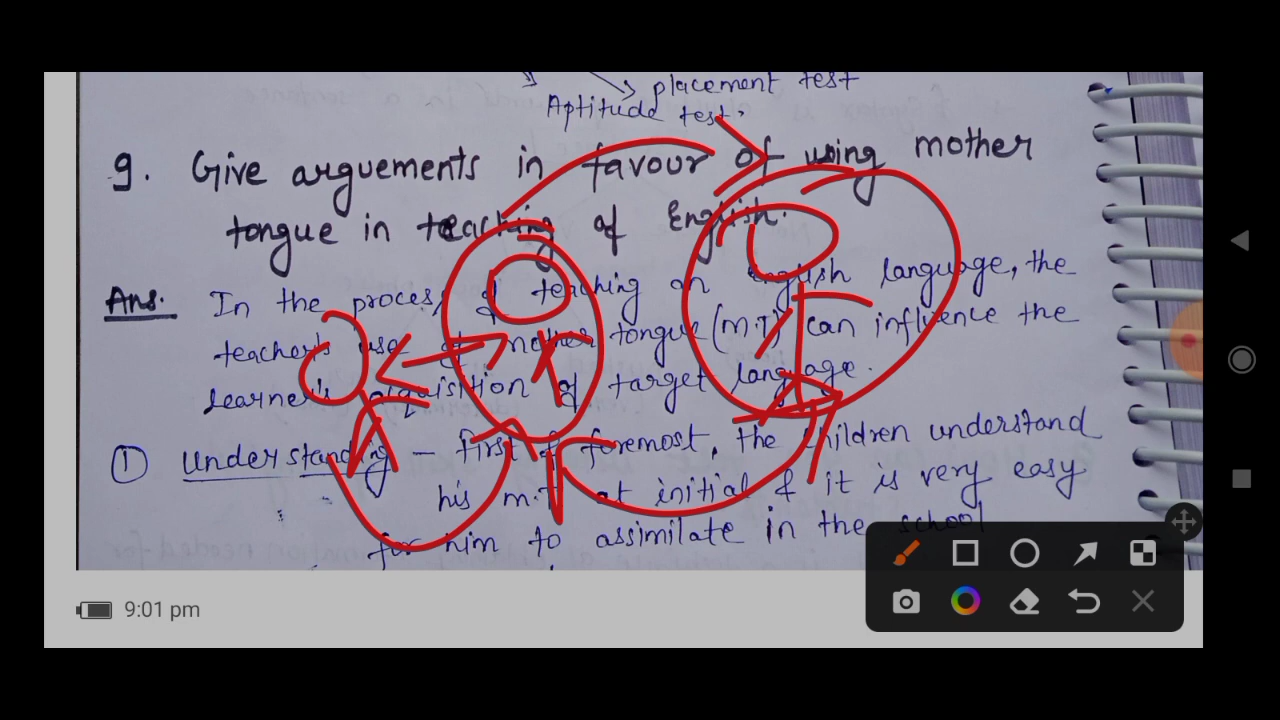 placement test
Aptitude test.
9. Give arguements in favour of using mother
tongue in teaching of English.
Ans. In the process of teaching an English language, the
teacher's use of mother tongue (m.T) can influence the
learner's acquisition of target language.
① Understanding - first & foremost, the children understand
his m.T at initial & it is very easy
for him to assimilate in the school
9:01 pm